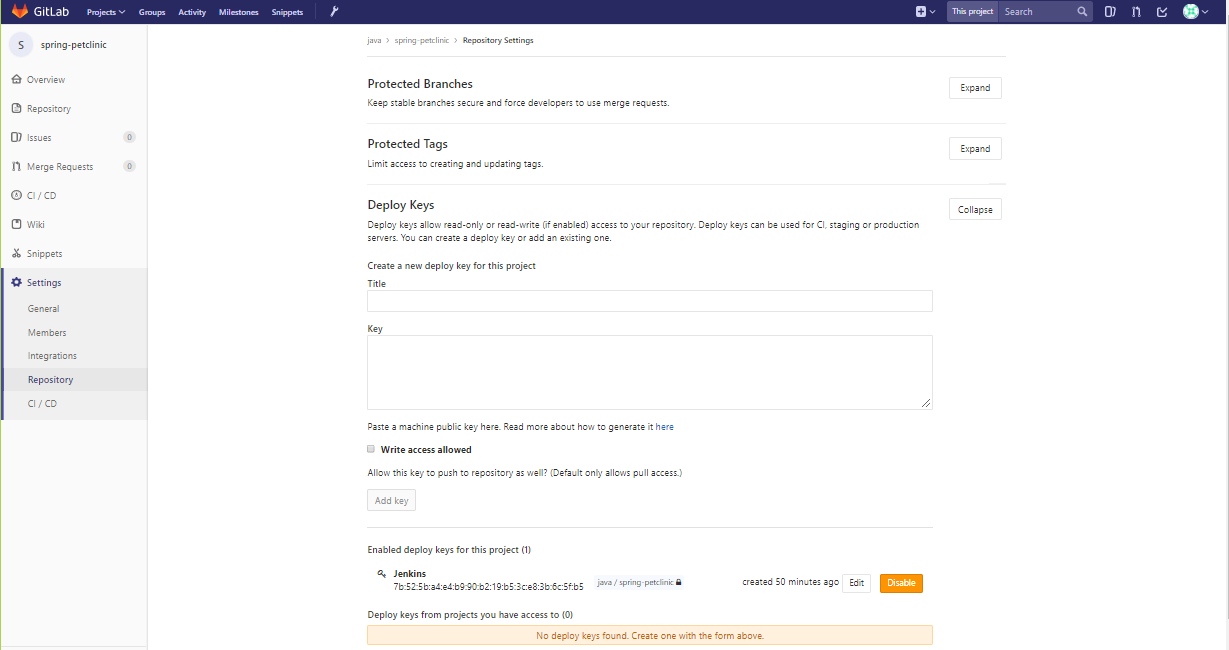 GitLab Projects Groups Activity Milestones Snippets This project Search
S spring-petclinic
Overview
Repository
Issues 0
Merge Requests 0
CI / CD
Wiki
Snippets
Settings
General
Members
Integrations
Repository
CI / CD
java > spring-petclinic > Repository Settings
Protected Branches
Expand
Keep stable branches secure and force developers to use merge requests.
Protected Tags
Expand
Limit access to creating and updating tags.
Deploy Keys
Collapse
Deploy keys allow read-only or read-write (if enabled) access to your repository. Deploy keys can be used for CI, staging or production
servers. You can create a deploy key or add an existing one.
Create a new deploy key for this project
Title
Key
Paste a machine public key here. Read more about how to generate it here
Write access allowed
Allow this key to push to repository as well? (Default only allows pull access.)
Add key
Enabled deploy keys for this project (1)
Jenkins
7b:52:5b:a4:e4:b9:90:b2:19:b5:3c:e8:3b:6c:5f:b5 java / spring-petclinic created 50 minutes ago Edit Disable
Deploy keys from projects you have access to (0)
No deploy keys found. Create one with the form above.